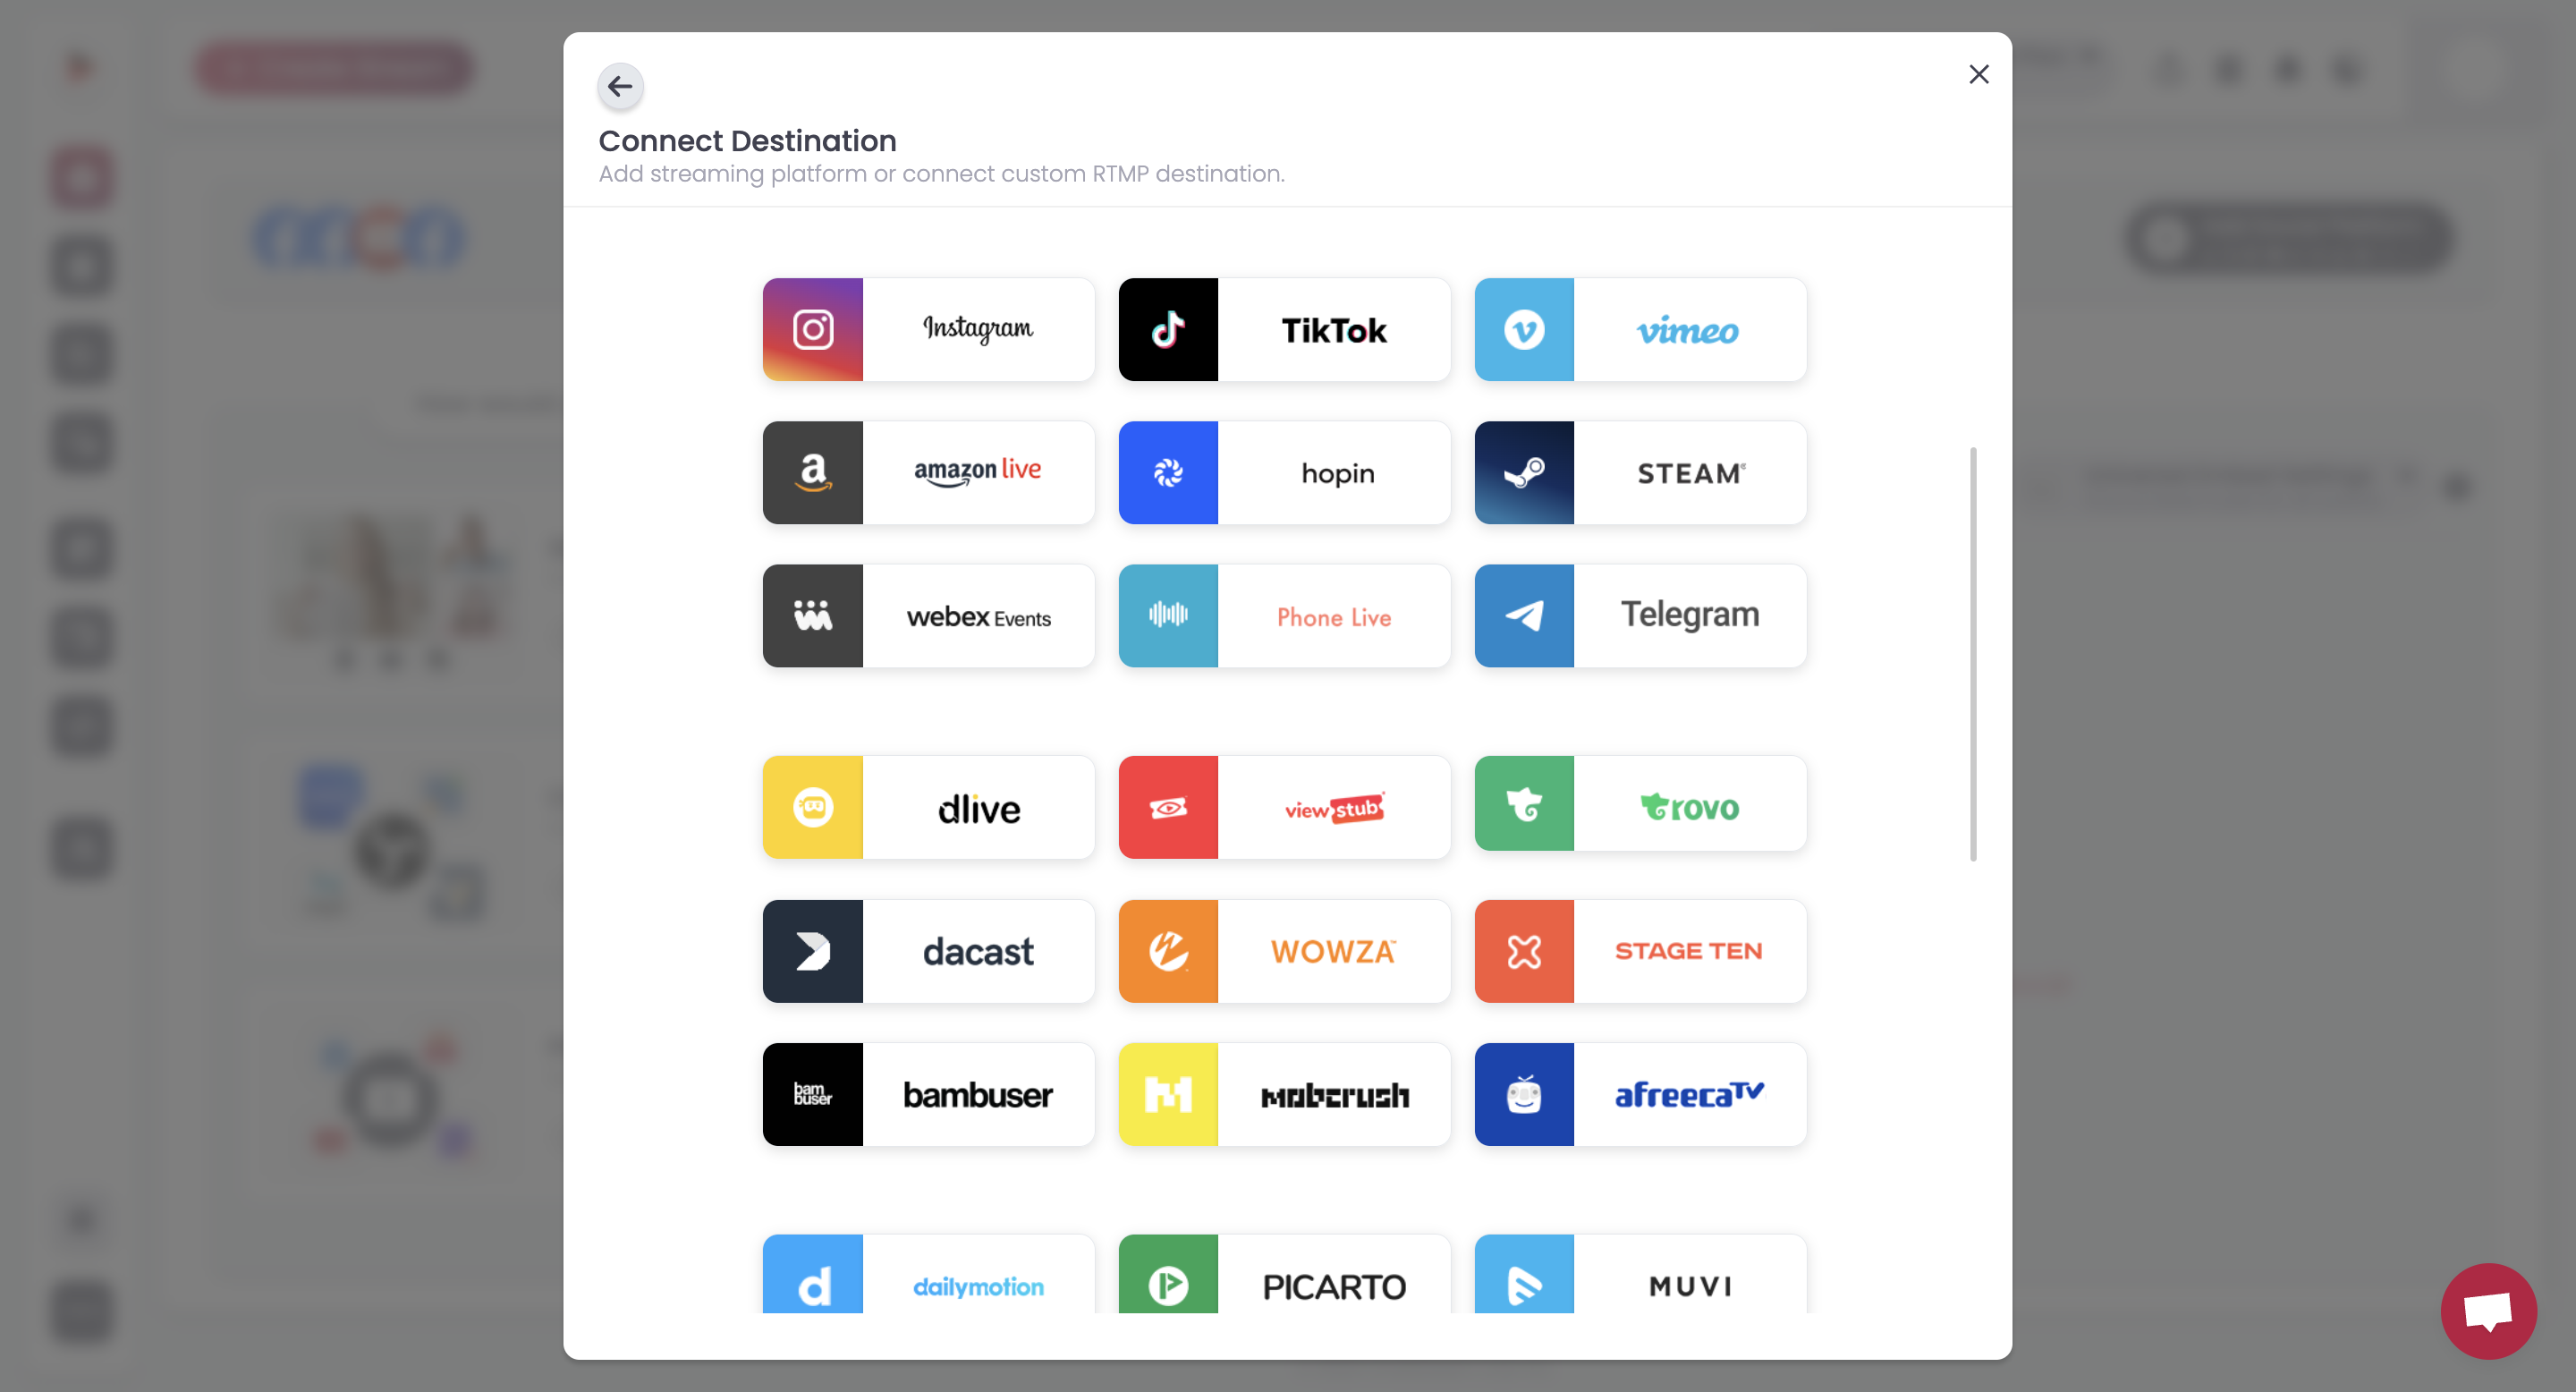 Connect Destination
Add streaming platform or connect custom RTMP destination.
Instagram
TikTok
vimeo
a
amazon live
hopin
STEAM®
webex Events
Phone Live
Telegram
dlive
view stub
trovo
dacast
WOWZA™
STAGE TEN
bam
buser
bambuser
M
mobcrush
afreecaTV
d
dailymotion
P
PICARTO
MUVI